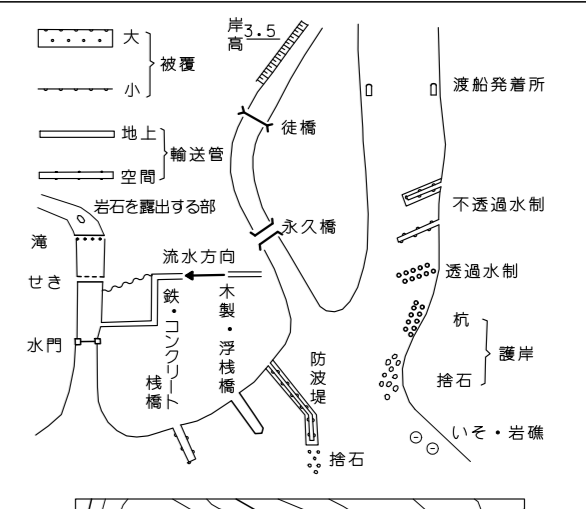 大
小
被覆
地上
空間
輸送管
岩石を露出する部
滝
せき
水門
流水方向
鉄・コンクリート
桟橋
木製・浮桟橋
岸高 3.5
徒橋
永久橋
防波堤
捨石
渡船発着所
不透過水制
透過水制
杭
捨石
護岸
いそ・岩礁